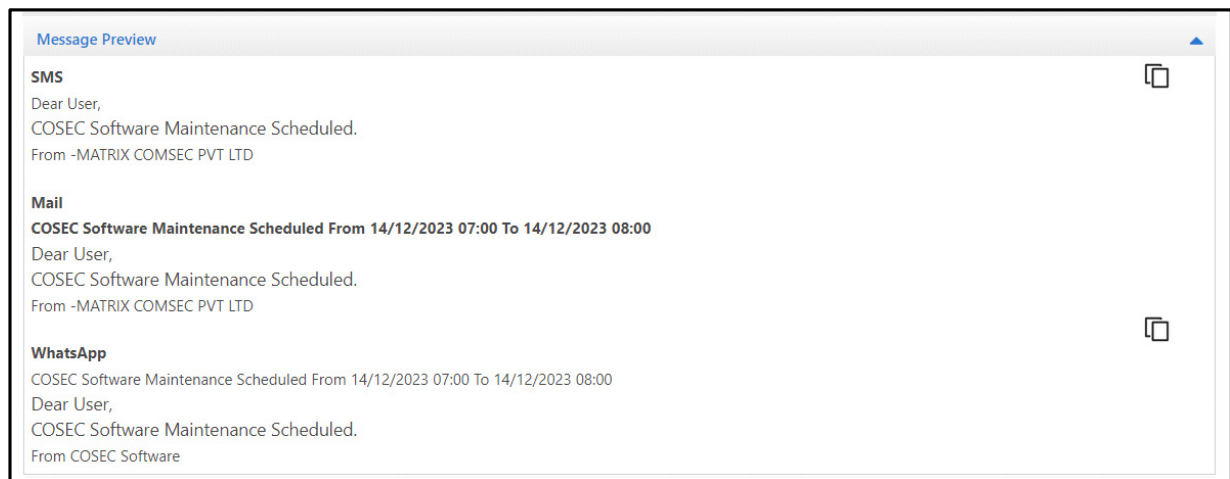 Message Preview
SMS
Dear User,
COSEC Software Maintenance Scheduled.
From -MATRIX COMSEC PVT LTD
Mail
COSEC Software Maintenance Scheduled From 14/12/2023 07:00 To 14/12/2023 08:00
Dear User,
COSEC Software Maintenance Scheduled.
From -MATRIX COMSEC PVT LTD
WhatsApp
COSEC Software Maintenance Scheduled From 14/12/2023 07:00 To 14/12/2023 08:00
Dear User,
COSEC Software Maintenance Scheduled.
From COSEC Software